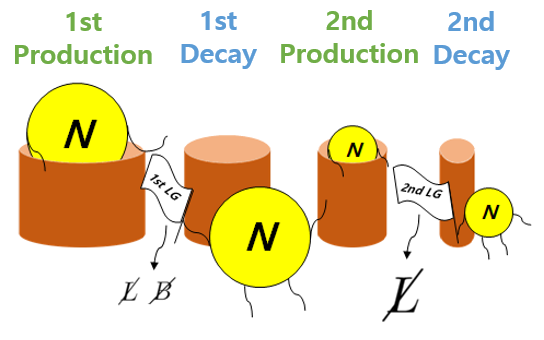 1st
Production
1st
Decay
2nd
Production
2nd
Decay
N
1st LG
N
N
2nd LG
N
L̸ B̸
L̸